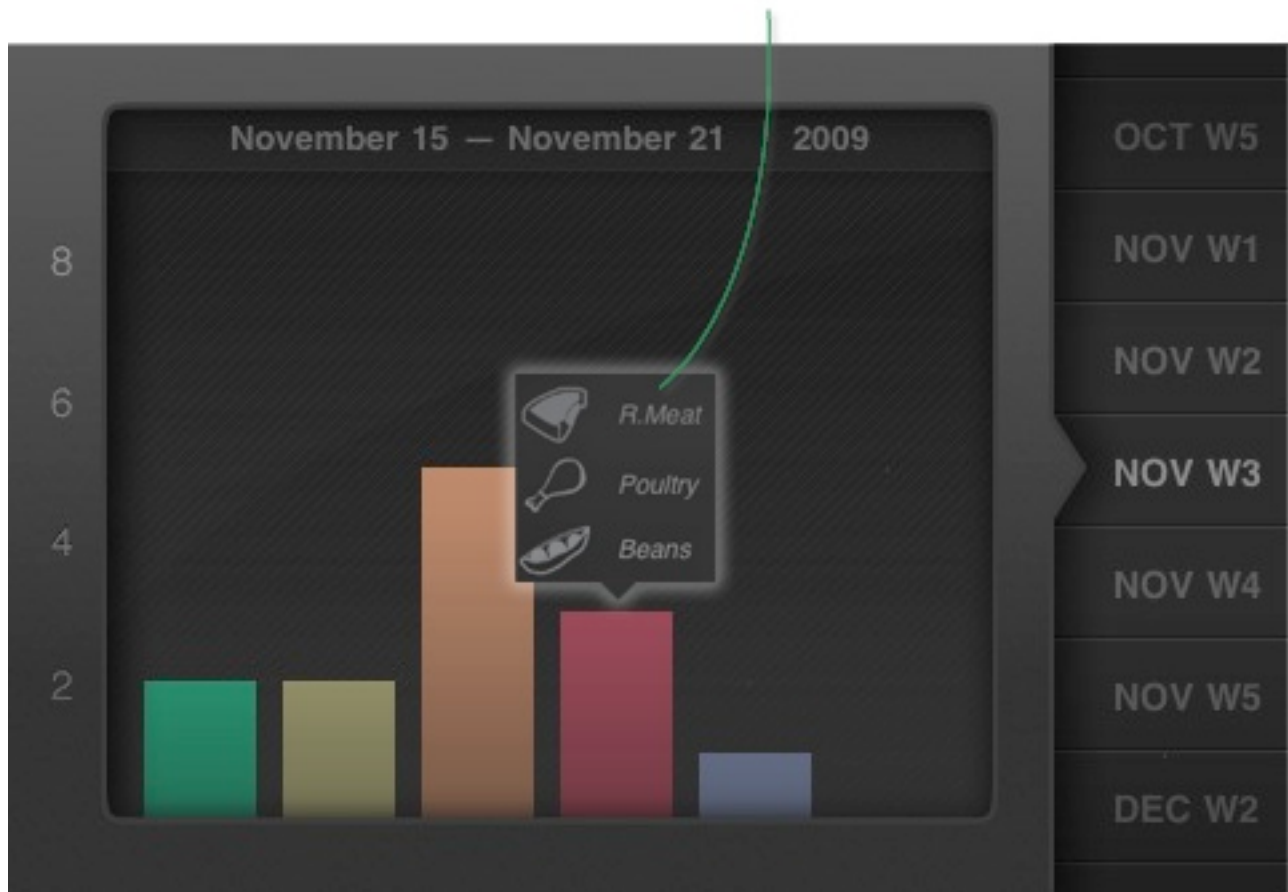 November 15 — November 21 2009
8
6
4
2
R.Meat
Poultry
Beans
OCT W5
NOV W1
NOV W2
NOV W3
NOV W4
NOV W5
DEC W2